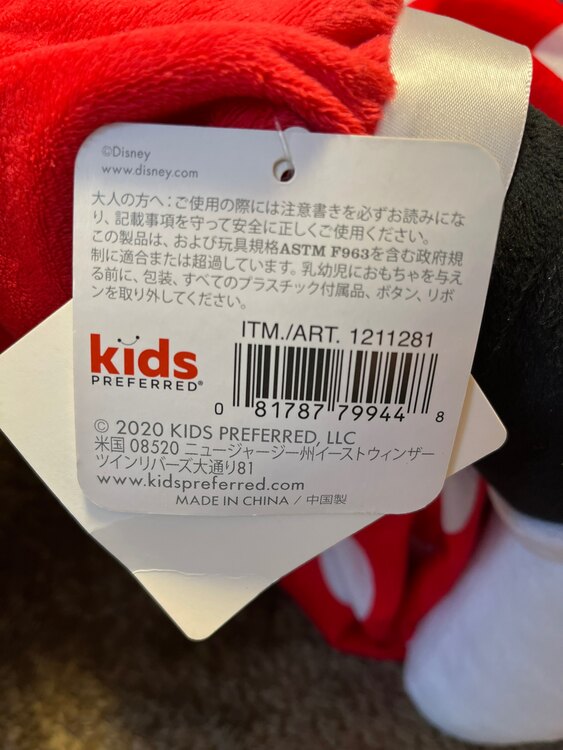 ©Disney
www.disney.com
大人の方へ：ご使用の際には注意書きを必ずお読みにな
り、記載事項を守って安全に正しくご使用ください。
この製品は、および玩具規格ASTM F963を含む政府規
制に適合または超過しています。乳幼児におもちゃを与え
る前に、包装、すべてのプラスチック付属品、ボタン、リボ
ンを取り外してください。
ITM./ART. 1211281
kids
PREFERRED®
0 81787 79944 8
© 2020 KIDS PREFERRED, LLC
米国 08520 ニュージャージー州イーストウィンザー
ツインリバーズ大通り81
www.kidspreferred.com
MADE IN CHINA / 中国製